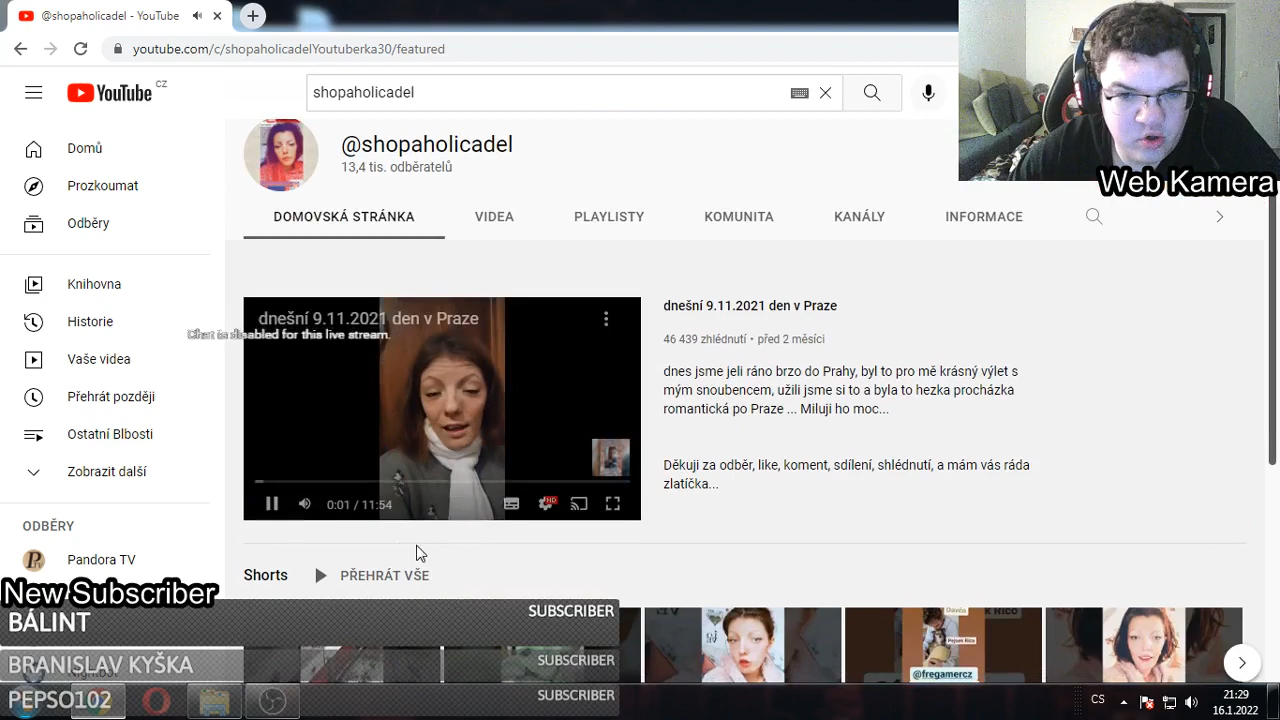 @shopaholicadel - YouTube
youtube.com/c/shopaholicadelYoutuberka30/featured
YouTube CZ
shopaholicadel
@shopaholicadel
13,4 tis. odběratelů
Web Kamera
Domů
Prozkoumat
Odběry
Knihovna
Historie
Vaše videa
Přehrát později
Ostatní Blbosti
Zobrazit další
ODBĚRY
Pandora TV
DOMOVSKÁ STRÁNKA
VIDEA
PLAYLISTY
KOMUNITA
KANÁLY
INFORMACE
dnešní 9.11.2021 den v Praze
Chat is disabled for this live stream.
HD
0:01 / 11:54
dnešní 9.11.2021 den v Praze
46 439 zhlédnutí • před 2 měsíci
dnes jsme jeli ráno brzo do Prahy, byl to pro mě krásný výlet s
mým snoubencem, užili jsme si to a byla to hezka procházka
romantická po Praze ... Miluji ho moc...
Děkuji za odběr, like, koment, sdílení, shlédnutí, a mám vás ráda
zlatíčka...
Shorts
PŘEHRÁT VŠE
New Subscriber
BÁLINT
SUBSCRIBER
BRANISLAV KYŠKA
SUBSCRIBER
PEPSO102
SUBSCRIBER
Pejsek Rico
@fregamercz
CS
21:29
16.1.2022